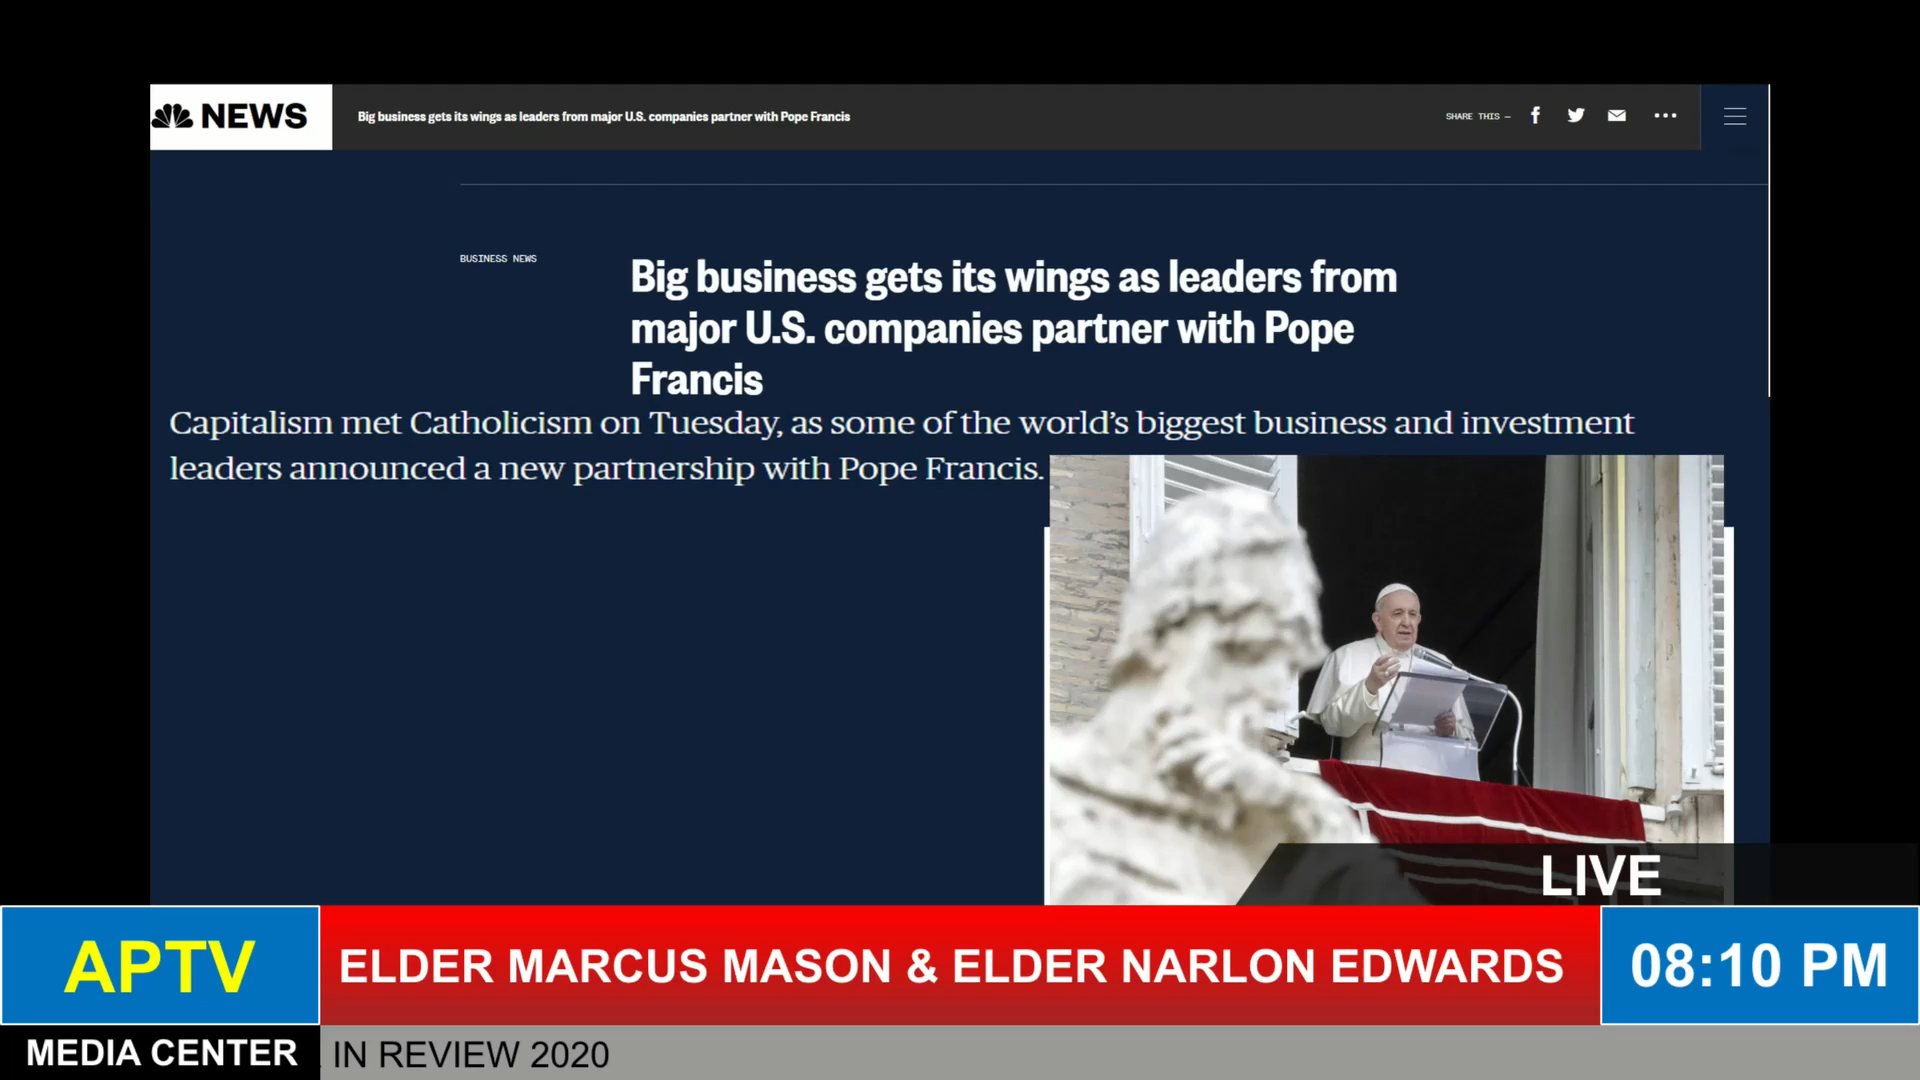 NEWS
Big business gets its wings as leaders from major U.S. companies partner with Pope Francis
SHARE THIS —
BUSINESS NEWS
Big business gets its wings as leaders from
major U.S. companies partner with Pope
Francis
Capitalism met Catholicism on Tuesday, as some of the world's biggest business and investment
leaders announced a new partnership with Pope Francis.
LIVE
APTV
ELDER MARCUS MASON & ELDER NARLON EDWARDS
08:10 PM
MEDIA CENTER
IN REVIEW 2020